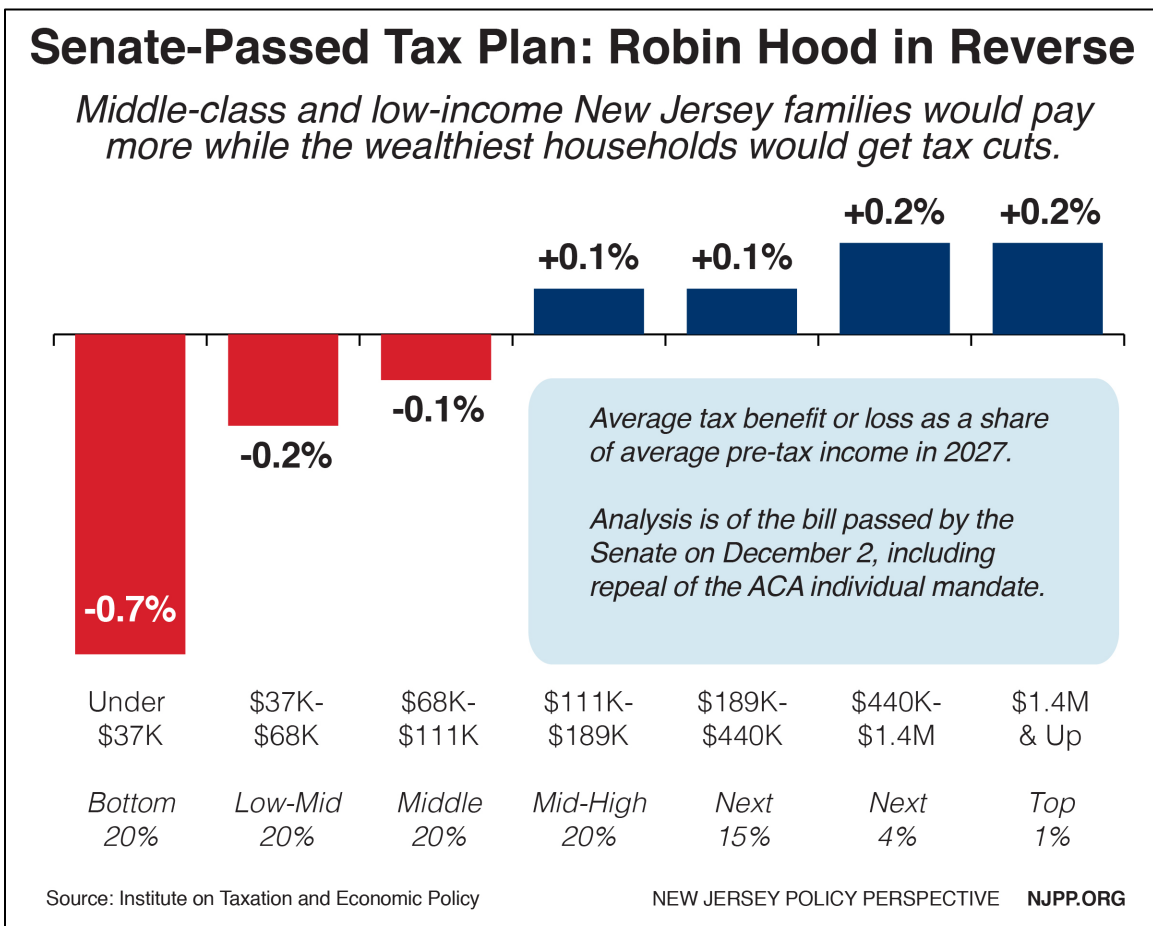 Senate-Passed Tax Plan: Robin Hood in Reverse
Middle-class and low-income New Jersey families would pay
more while the wealthiest households would get tax cuts.
+0.2% +0.2%
+0.1% +0.1%
-0.1%
-0.2%
-0.7%
Average tax benefit or loss as a share
of average pre-tax income in 2027.
Analysis is of the bill passed by the
Senate on December 2, including
repeal of the ACA individual mandate.
Under $37K- $68K- $111K- $189K- $440K- $1.4M
$37K $68K $111K $189K $440K $1.4M & Up
Bottom Low-Mid Middle Mid-High Next Next Top
20% 20% 20% 20% 15% 4% 1%
Source: Institute on Taxation and Economic Policy NEW JERSEY POLICY PERSPECTIVE NJPP.ORG